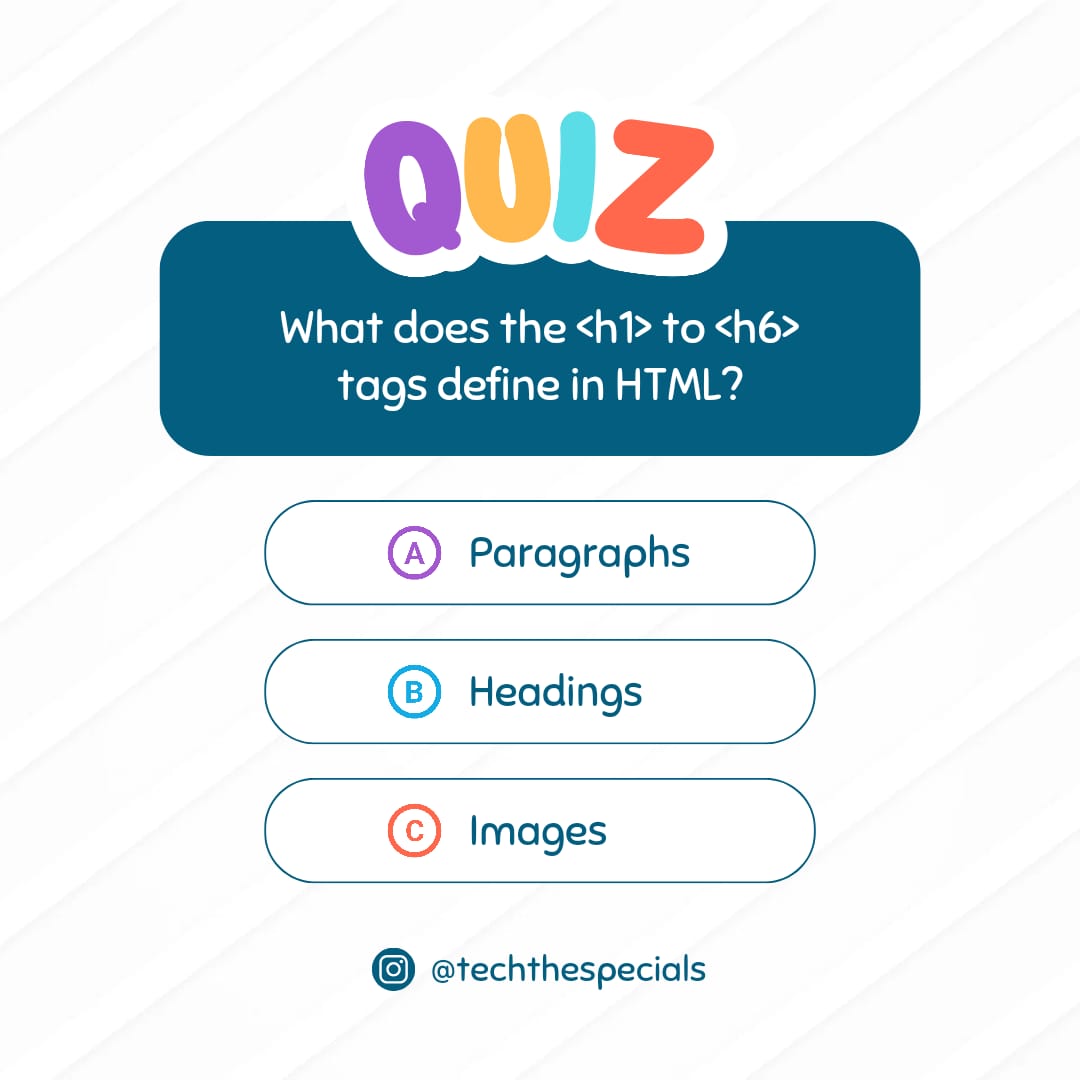 QUIZ
What does the <h1> to <h6>
tags define in HTML?
A Paragraphs
B Headings
C Images
@techthespecials